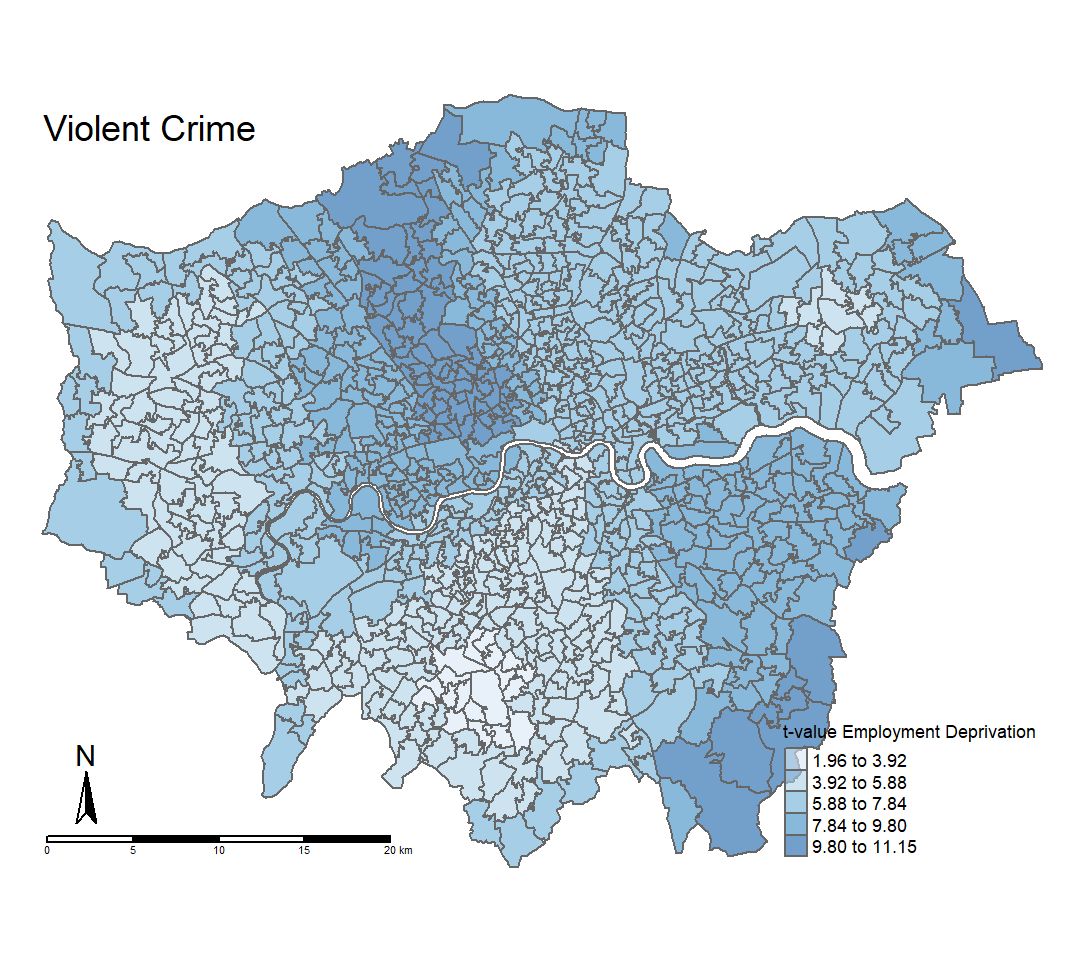 Violent Crime
t-value Employment Deprivation
1.96 to 3.92
3.92 to 5.88
5.88 to 7.84
7.84 to 9.80
9.80 to 11.15
N
0 5 10 15 20 km